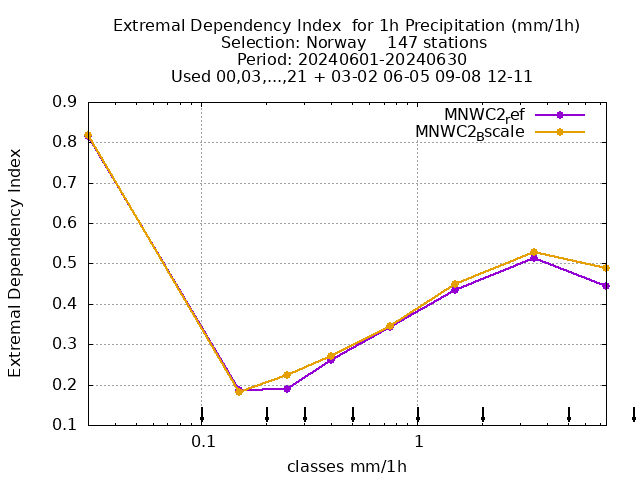 Extremal Dependency Index  for 1h Precipitation (mm/1h)
Selection: Norway    147 stations
Period: 20240601-20240630
Used 00,03,...,21 + 03-02 06-05 09-08 12-11
MNWC2ref
MNWC2Bscale
Extremal Dependency Index
0.9
0.8
0.7
0.6
0.5
0.4
0.3
0.2
0.1
0.1 1
classes mm/1h